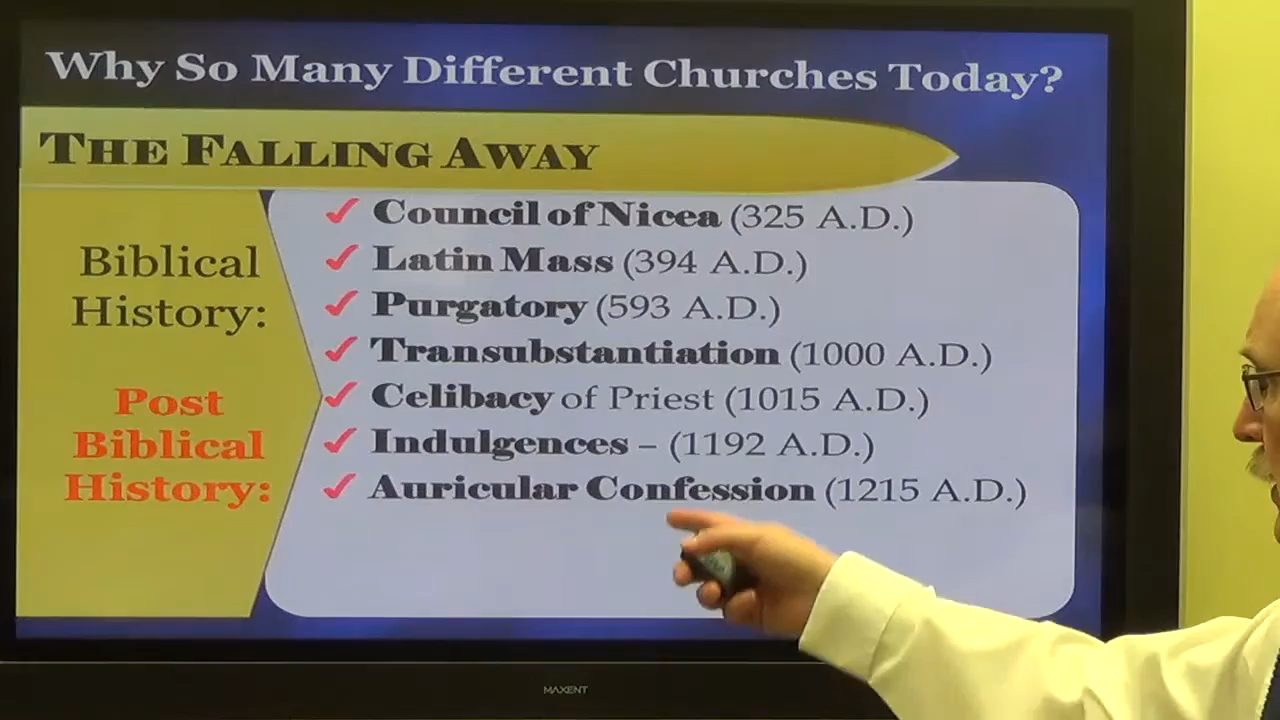 Why So Many Different Churches Today?
THE FALLING AWAY
Biblical
History:
Post
Biblical
History:
✓ Council of Nicea (325 A.D.)
✓ Latin Mass (394 A.D.)
✓ Purgatory (593 A.D.)
✓ Transubstantiation (1000 A.D.)
✓ Celibacy of Priest (1015 A.D.)
✓ Indulgences – (1192 A.D.)
✓ Auricular Confession (1215 A.D.)
MAXENT